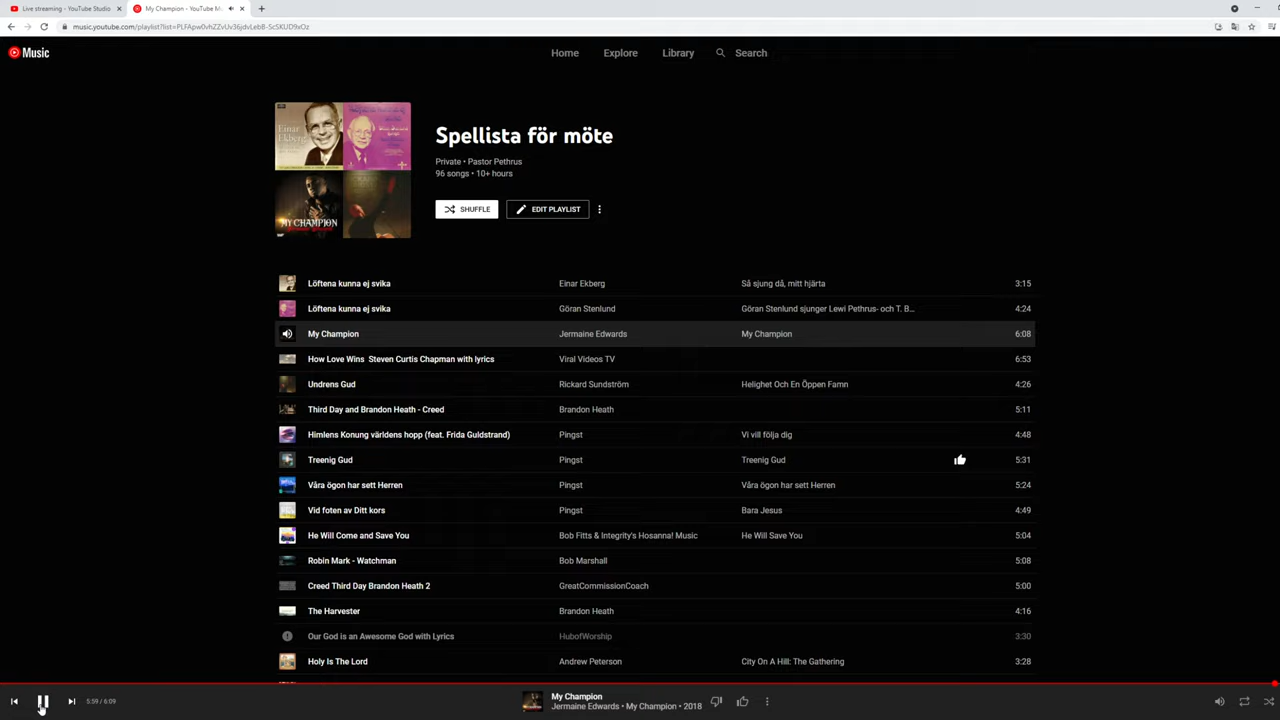 Live streaming - YouTube Studio
My Champion - YouTube M
music.youtube.com/playlist?list=
Music
Home Explore Library Search
Einar Ekberg
MY CHAMPION
Spellista för möte
Private • Pastor Pethrus
96 songs • 10+ hours
SHUFFLE EDIT PLAYLIST
Löftena kunna ej svika Einar Ekberg Så sjung då, mitt hjärta 3:15
Löftena kunna ej svika Göran Stenlund Göran Stenlund sjunger Lewi Pethrus- och T. B... 4:24
My Champion Jermaine Edwards My Champion 6:08
How Love Wins Steven Curtis Chapman with lyrics Viral Videos TV 6:53
Undrens Gud Rickard Sundström Helighet Och En Öppen Famn 4:26
Third Day and Brandon Heath - Creed Brandon Heath 5:11
Himlens Konung världens hopp (feat. Frida Guldstrand) Pingst Vi vill följa dig 4:48
Treenig Gud Pingst Treenig Gud 5:31
Våra ögon har sett Herren Pingst Våra ögon har sett Herren 5:24
Vid foten av Ditt kors Pingst Bara Jesus 4:49
He Will Come and Save You Bob Fitts & Integrity's Hosanna! Music He Will Save You 5:04
Robin Mark - Watchman Bob Marshall 5:08
Creed Third Day Brandon Heath 2 GreatCommissionCoach 5:00
The Harvester Brandon Heath 4:16
Our God is an Awesome God with Lyrics HubofWorship 3:30
Holy Is The Lord Andrew Peterson City On A Hill: The Gathering 3:28
5:59 / 6:09
My Champion
Jermaine Edwards • My Champion • 2018